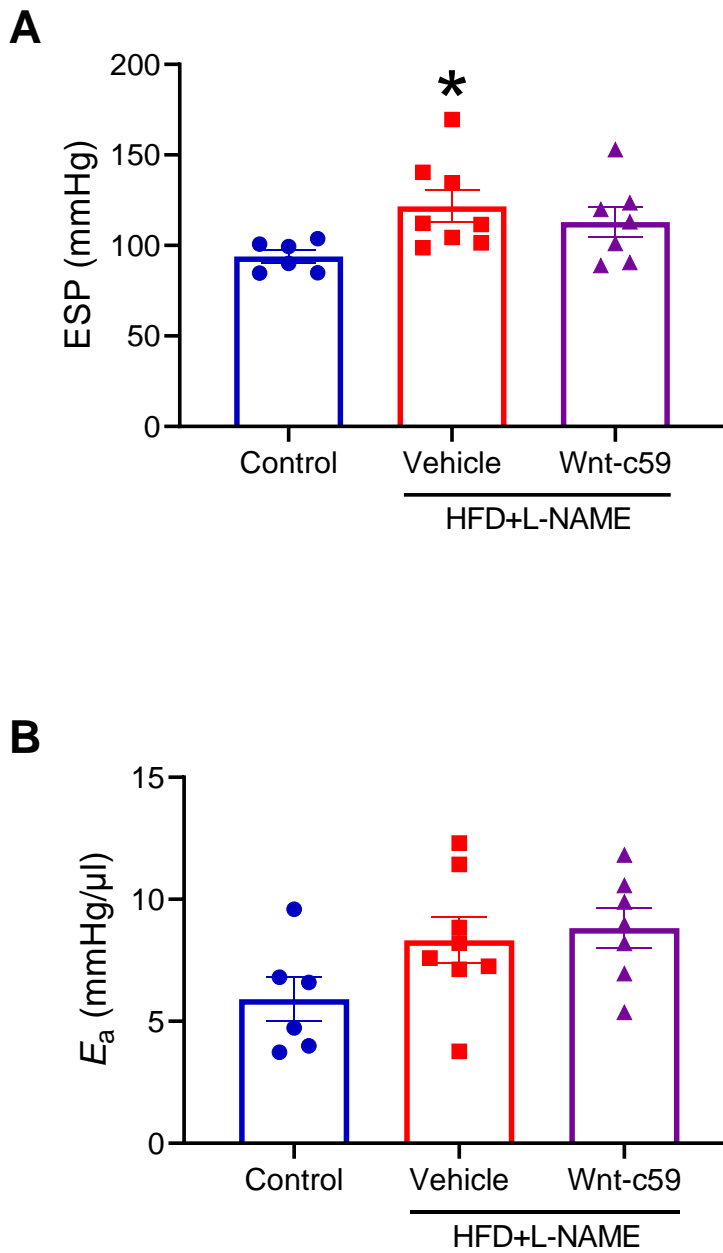 A
ESP (mmHg)
200
150
100
50
0
*
Control Vehicle Wnt-c59
HFD+L-NAME
B
Ea (mmHg/µl)
15
10
5
0
Control Vehicle Wnt-c59
HFD+L-NAME